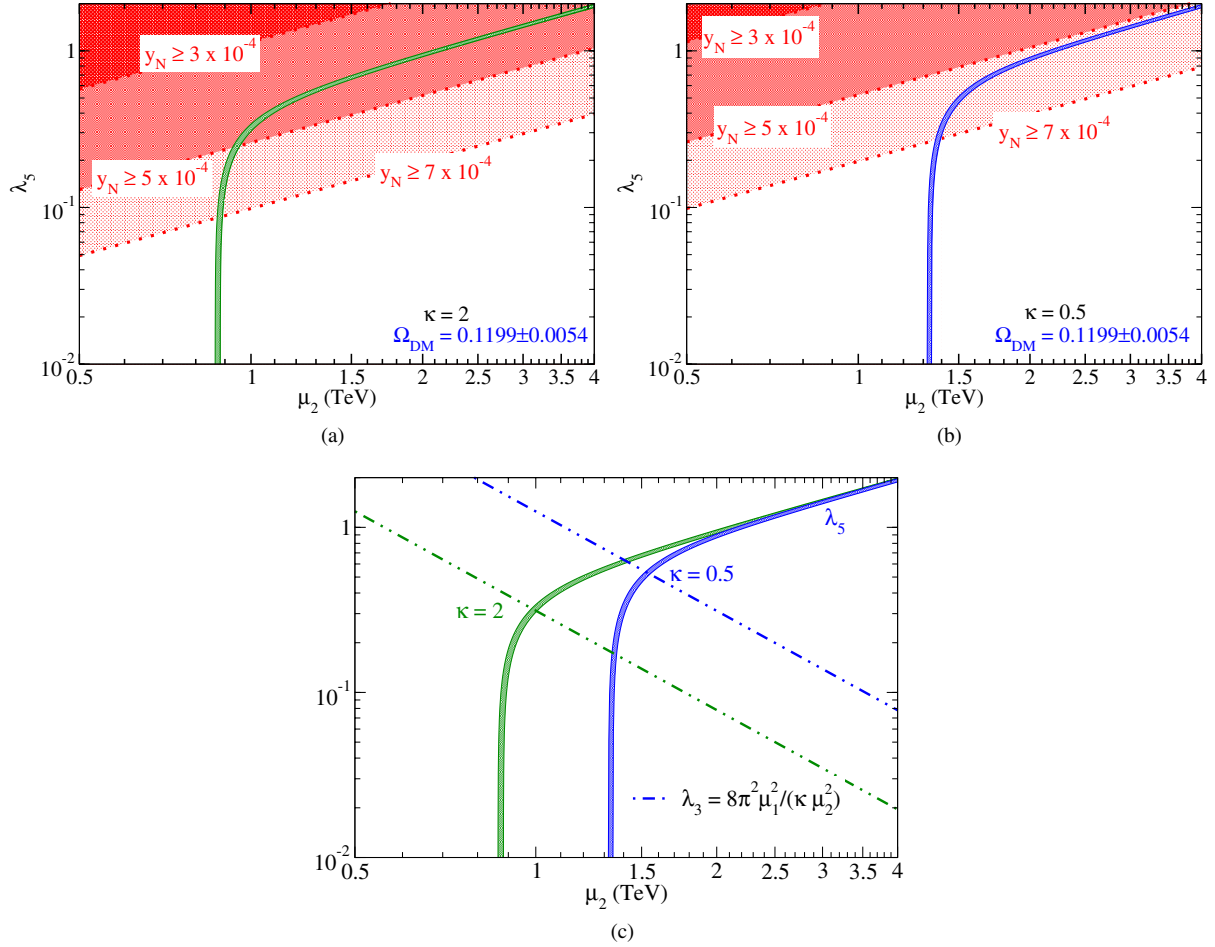 1
10^-1
10^-2
λ_5
y_N ≥ 3 x 10^-4
y_N ≥ 5 x 10^-4
y_N ≥ 7 x 10^-4
κ = 2
Ω_DM = 0.1199±0.0054
0.5 1 1.5 2 2.5 3 3.5 4
μ_2 (TeV)
(a)
1
10^-1
10^-2
λ_5
y_N ≥ 3 x 10^-4
y_N ≥ 5 x 10^-4
y_N ≥ 7 x 10^-4
κ = 0.5
Ω_DM = 0.1199±0.0054
0.5 1 1.5 2 2.5 3 3.5 4
μ_2 (TeV)
(b)
1
10^-1
10^-2
λ_5
κ = 0.5
κ = 2
λ_3 = 8π^2μ_1^2/(κ μ_2^2)
0.5 1 1.5 2 2.5 3 3.5 4
μ_2 (TeV)
(c)